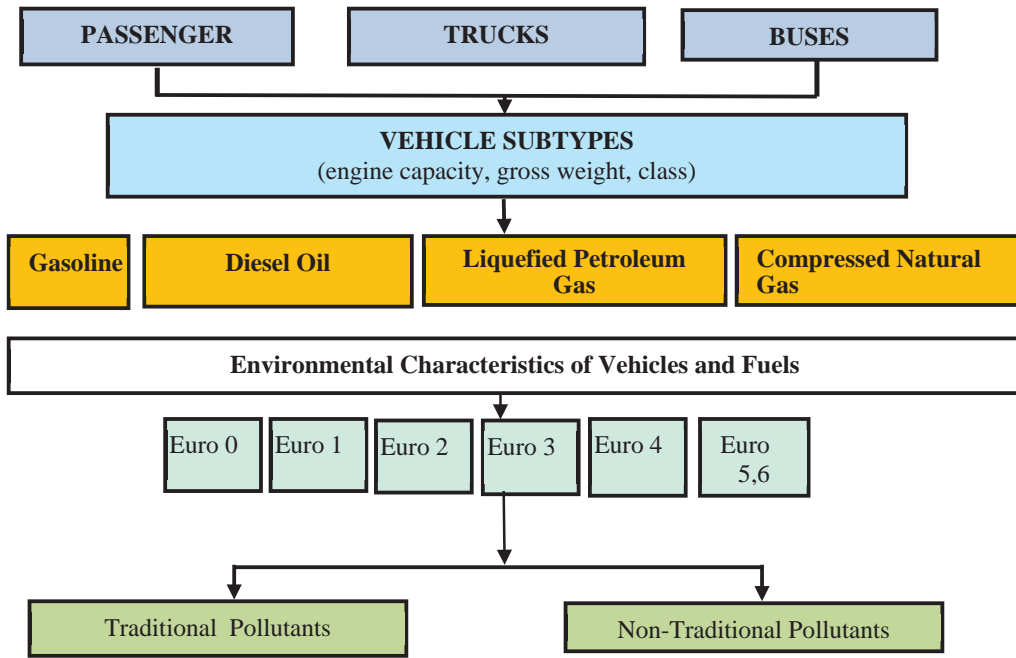 PASSENGER
TRUCKS
BUSES
VEHICLE SUBTYPES
(engine capacity, gross weight, class)
Gasoline
Diesel Oil
Liquefied Petroleum
Gas
Compressed Natural
Gas
Environmental Characteristics of Vehicles and Fuels
Euro 0
Euro 1
Euro 2
Euro 3
Euro 4
Euro
5,6
Traditional Pollutants
Non-Traditional Pollutants